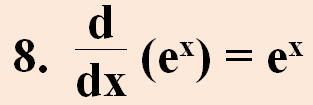 8. d/dx (eˣ) = eˣ